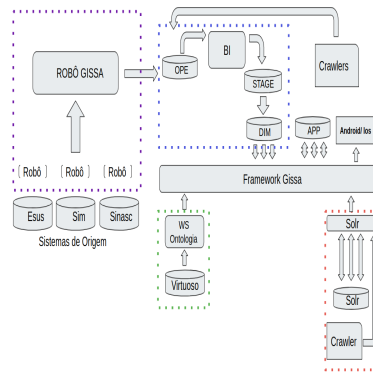 ROBÔ GISSA
OPE
BI
STAGE
DIM
Crawlers
APP
Android/ Ios
Robô
Robô
Robô
Framework Gissa
Esus
Sim
Sinasc
Sistemas de Origem
WS
Ontologia
Virtuoso
Solr
Solr
Crawler